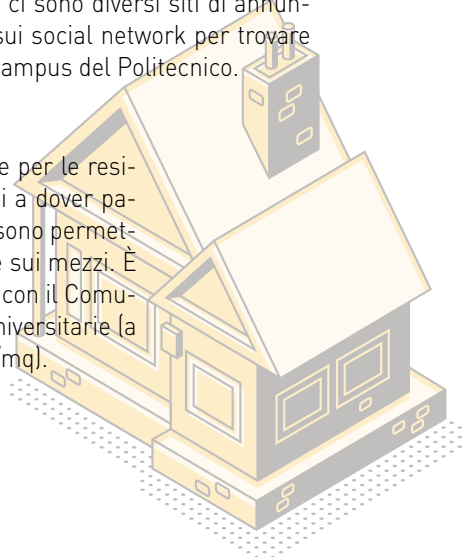 ci sono diversi siti di annun-
sui social network per trovare
ampus del Politecnico.
e per le resi-
i a dover pa-
sono permet-
e sui mezzi. È
con il Comu-
niversitarie (a
/mq).